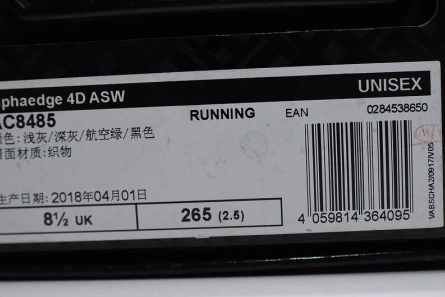 phaedge 4D ASW UNISEX
AC8485 RUNNING EAN 0284538650
色: 浅灰/深灰/航空绿/黑色
面材质: 织物
生产日期: 2018年04月01日
8½ UK 265 (2.5) 4 059814 364095
VABSCHA20917/V05